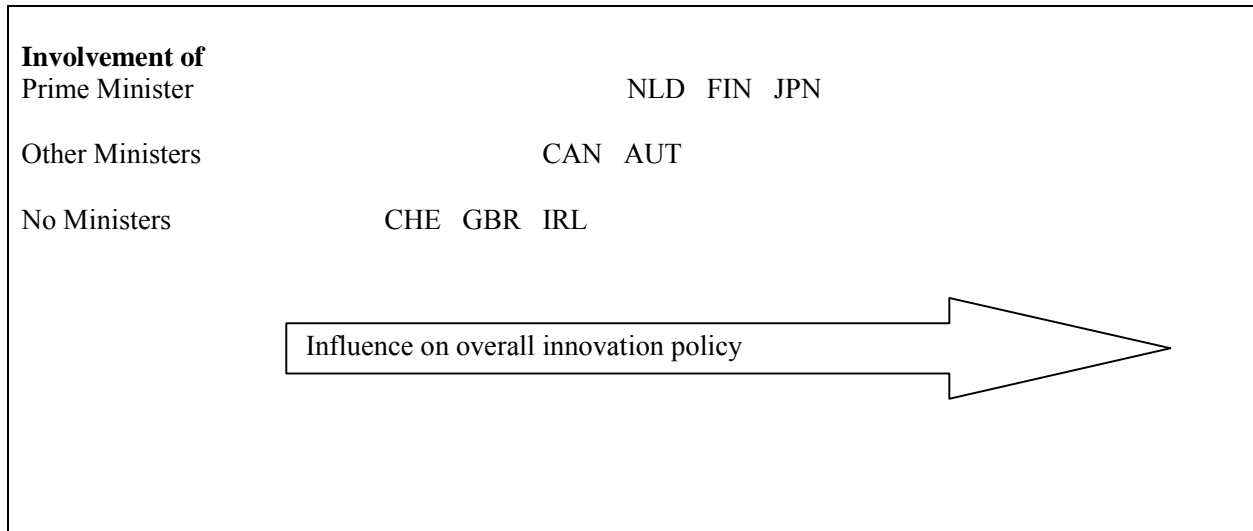 Involvement of
Prime Minister NLD FIN JPN
Other Ministers CAN AUT
No Ministers CHE GBR IRL
Influence on overall innovation policy